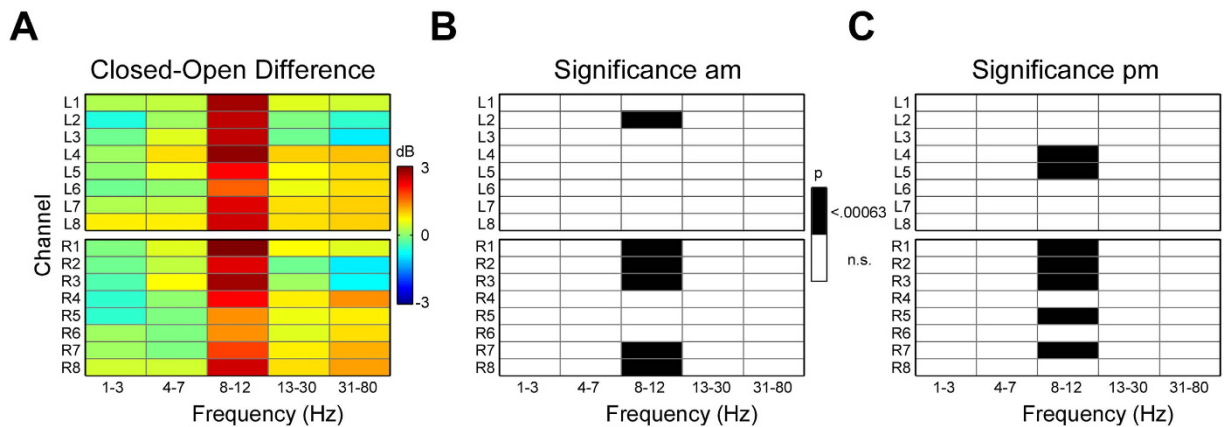 A
B
C
Closed-Open Difference
Significance am
Significance pm
Channel
L1
L2
L3
L4
L5
L6
L7
L8
R1
R2
R3
R4
R5
R6
R7
R8
1-3 4-7 8-12 13-30 31-80
Frequency (Hz)
dB
3
0
-3
L1
L2
L3
L4
L5
L6
L7
L8
R1
R2
R3
R4
R5
R6
R7
R8
1-3 4-7 8-12 13-30 31-80
Frequency (Hz)
p
<.00063
n.s.
L1
L2
L3
L4
L5
L6
L7
L8
R1
R2
R3
R4
R5
R6
R7
R8
1-3 4-7 8-12 13-30 31-80
Frequency (Hz)